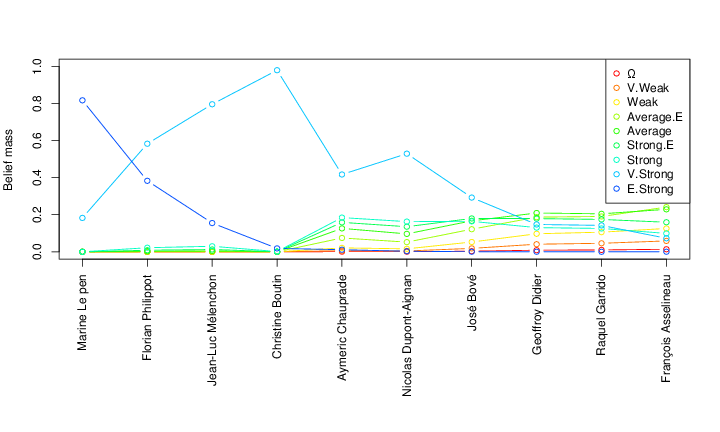 Belief mass
1.0
0.8
0.6
0.4
0.2
0.0
Ω
V.Weak
Weak
Average.E
Average
Strong.E
Strong
V.Strong
E.Strong
Marine Le pen
Florian Philippot
Jean-Luc Mélenchon
Christine Boutin
Aymeric Chauprade
Nicolas Dupont-Aignan
José Bové
Geoffroy Didier
Raquel Garrido
François Asselineau